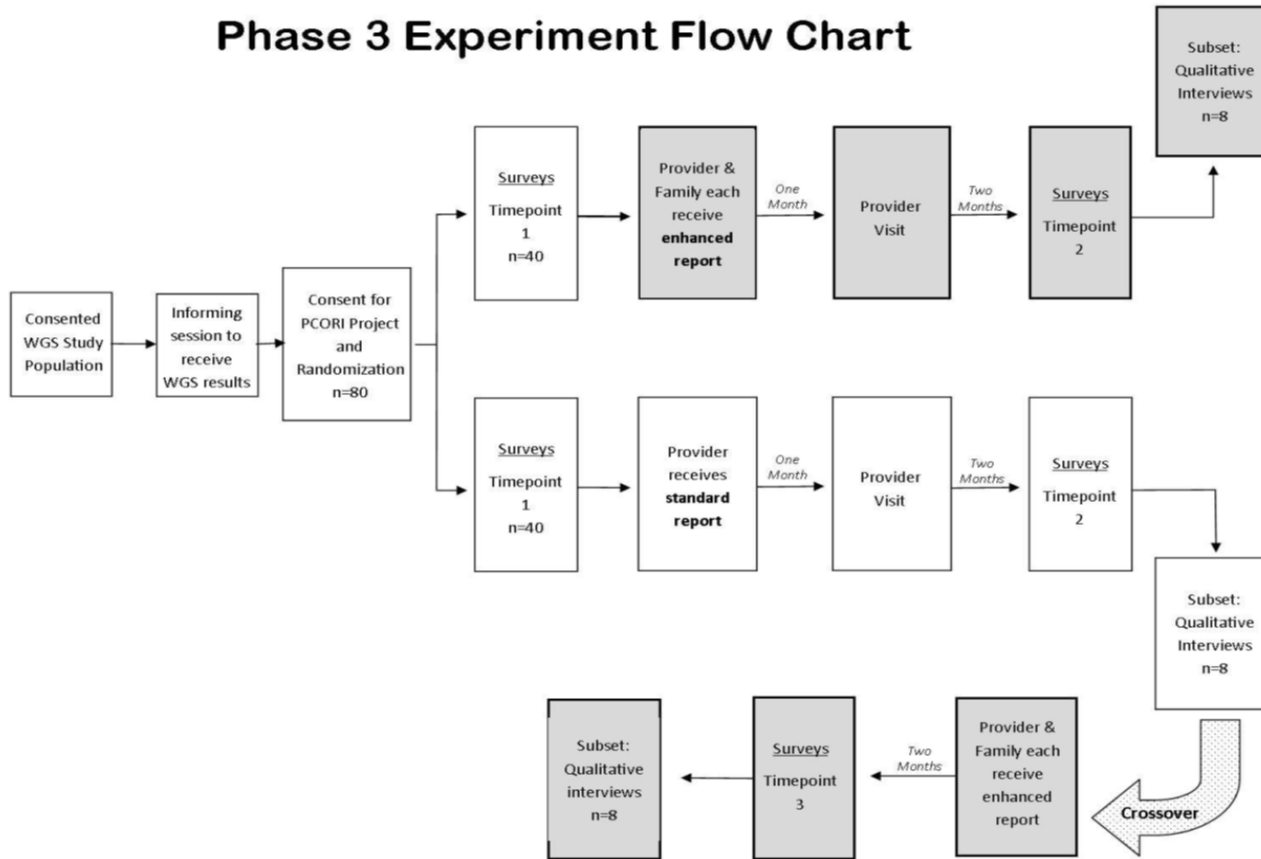 Phase 3 Experiment Flow Chart
Subset:
Qualitative
Interviews
n=8
Surveys
Timepoint
1
n=40
Provider &
Family each
receive
enhanced
report
One
Month
Provider
Visit
Two
Months
Surveys
Timepoint
2
Consented
WGS Study
Population
Informing
session to
receive
WGS results
Consent for
PCORI Project
and
Randomization
n=80
Surveys
Timepoint
1
n=40
Provider
receives
standard
report
One
Month
Provider
Visit
Two
Months
Surveys
Timepoint
2
Subset:
Qualitative
Interviews
n=8
Crossover
Provider &
Family each
receive
enhanced
report
Two
Months
Surveys
Timepoint
3
Subset:
Qualitative
interviews
n=8